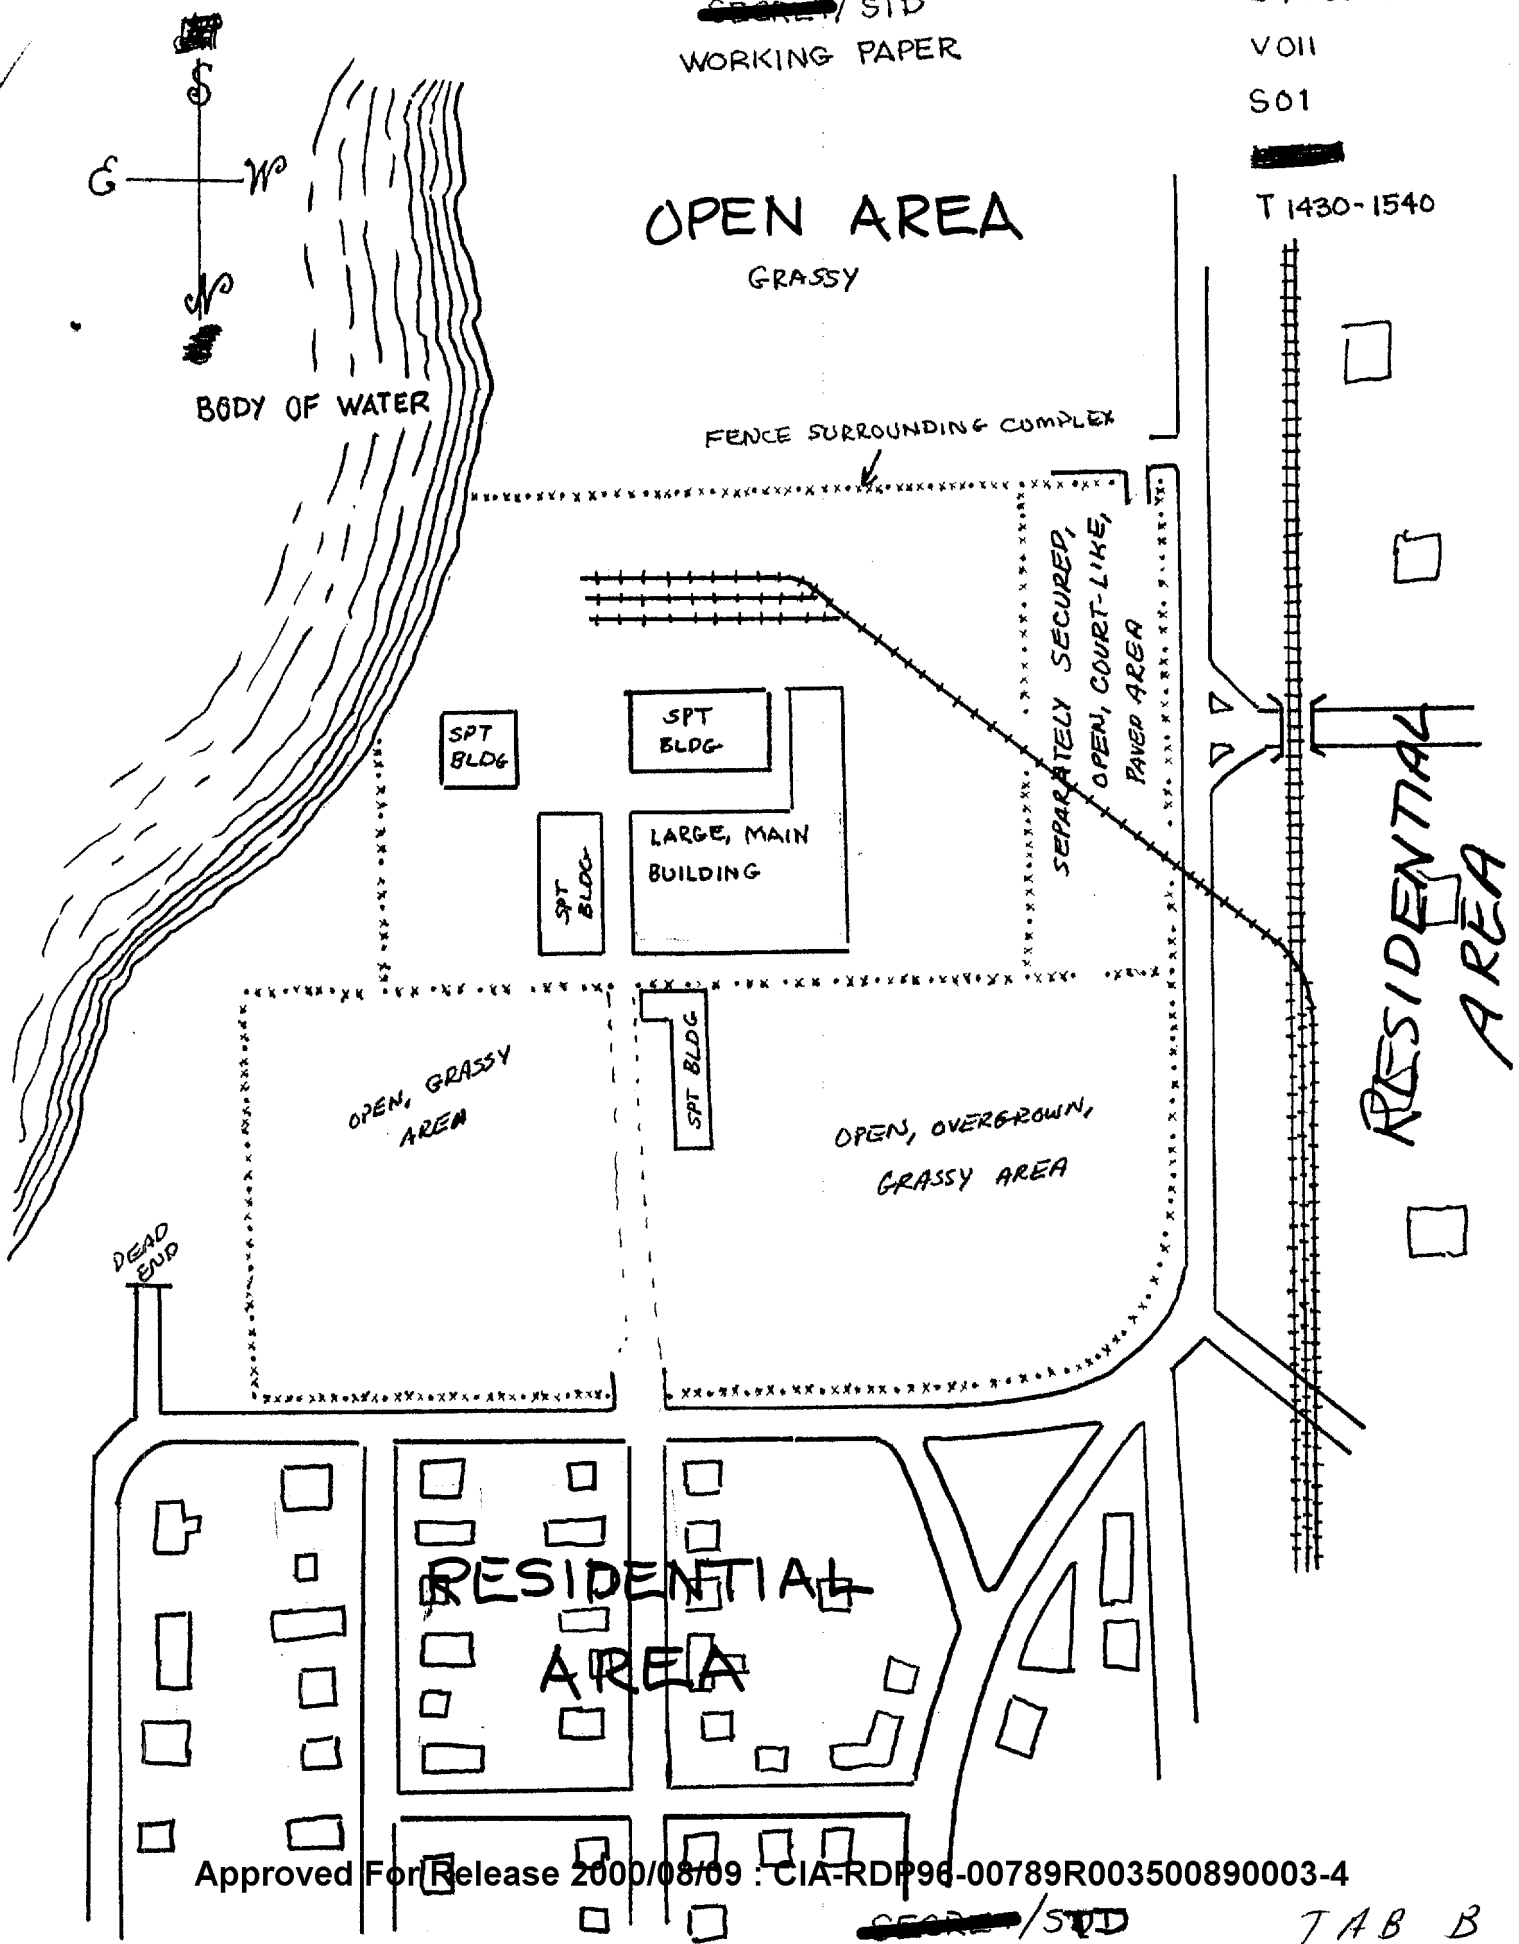 / SID
WORKING PAPER
V011
S01
T 1430-1540
S
E
W
N
OPEN AREA
GRASSY
BODY OF WATER
FENCE SURROUNDING COMPLEX
SEPARATELY SECURED,
OPEN, COURT-LIKE,
PAVED AREA
SPT
BLDG
SPT
BLDG
SPT
BLDG
LARGE, MAIN
BUILDING
RESIDENTIAL
AREA
OPEN, GRASSY
AREA
SPT BLDG
OPEN, OVERGROWN,
GRASSY AREA
DEAD
END
RESIDENTIAL
AREA
Approved For Release 2000/08/09 : CIA-RDP96-00789R003500890003-4
SECRET/
TAB B